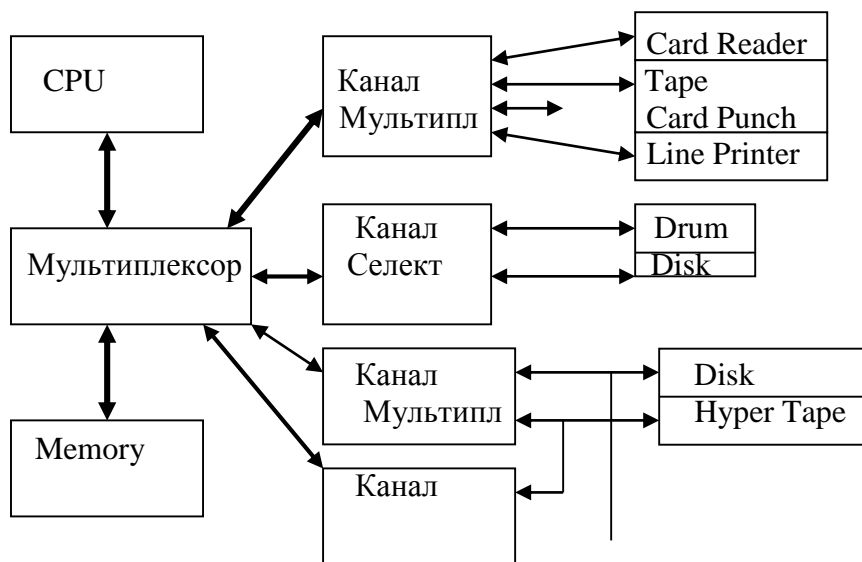 CPU
Мультиплексор
Memory
Канал
Мультипл
Card Reader
Tape
Card Punch
Line Printer
Канал
Селект
Drum
Disk
Канал
Мультипл
Disk
Hyper Tape
Канал